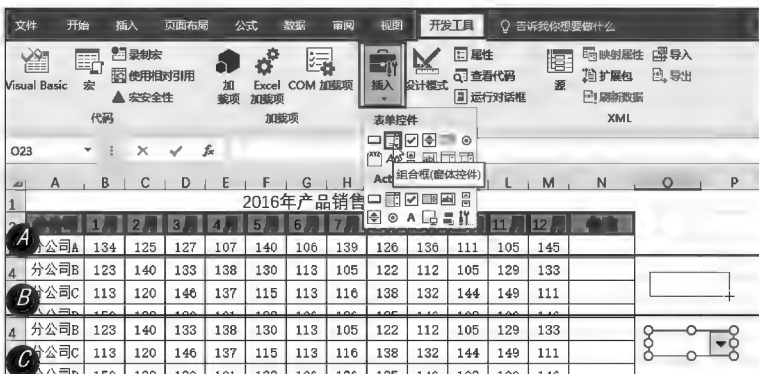 文件 开始 插入 页面布局 公式 数据 审阅 视图 开发工具 告诉我你想要做什么
Visual Basic 宏 录制宏 使用相对引用 宏安全性 加载项 Excel加载项 COM 加载项 插入 设计模式 属性 查看代码 运行对话框 源 映射属性 扩展包 刷新数据 导入 导出
代码 加载项 表单控件 XML
O23 fx
组合框(窗体控件)
A B C D E F G H L M N O P
1 2016年产品销售
1月 2月 3月 4月 5月 6月 7月 11月 12月
A 分公司A 134 125 127 107 140 106 139 126 136 111 105 145
4 分公司B 123 140 133 138 130 113 105 122 112 105 129 133
B 分公司C 113 120 146 137 115 113 116 138 132 144 149 111
4 分公司B 123 140 133 138 130 113 105 122 112 105 129 133
C 分公司C 113 120 146 137 115 113 116 138 132 144 149 111